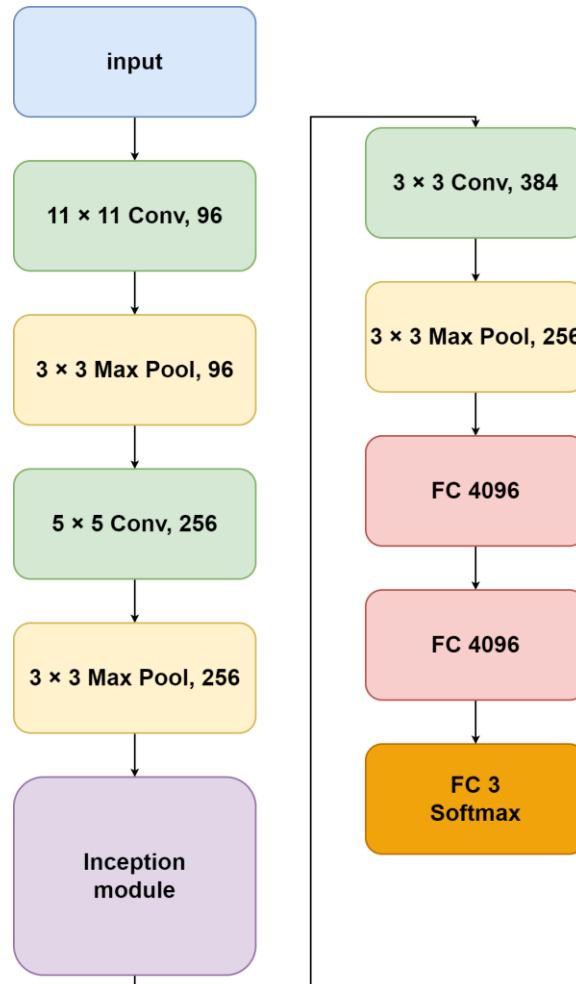 input
11 × 11 Conv, 96
3 × 3 Max Pool, 96
5 × 5 Conv, 256
3 × 3 Max Pool, 256
Inception
module
3 × 3 Conv, 384
3 × 3 Max Pool, 256
FC 4096
FC 4096
FC 3
Softmax